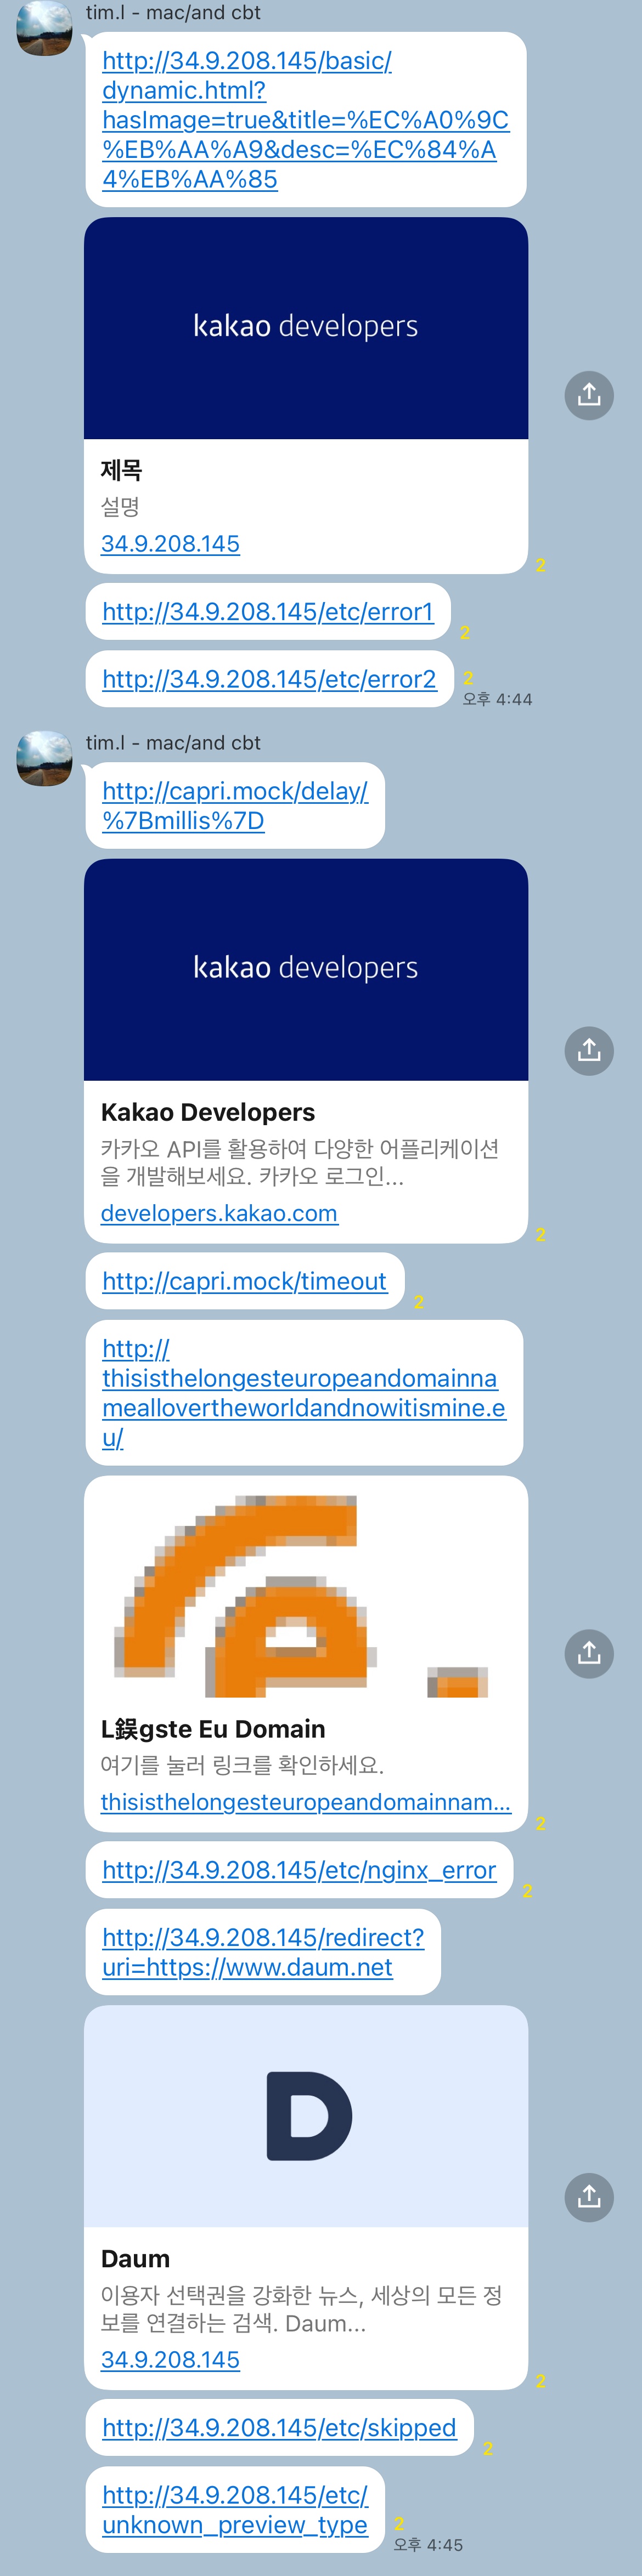 tim.l - mac/and cbt
http://34.9.208.145/basic/
dynamic.html?
hasImage=true&title=%EC%A0%9C
%EB%AA%A9&desc=%EC%84%A
4%EB%AA%85
kakao developers
제목
설명
34.9.208.145
2
http://34.9.208.145/etc/error1
2
http://34.9.208.145/etc/error2
2
오후 4:44
tim.l - mac/and cbt
http://capri.mock/delay/
%7Bmillis%7D
kakao developers
Kakao Developers
카카오 API를 활용하여 다양한 어플리케이션
을 개발해보세요. 카카오 로그인...
developers.kakao.com
2
http://capri.mock/timeout
2
http://
thisisthelongesteuropeandomainna
mealloverthe​worldandnowitismine.e
u/
L鋘gste Eu Domain
여기를 눌러 링크를 확인하세요.
thisisthelongesteuropeandomainnam...
2
http://34.9.208.145/etc/nginx_error
2
http://34.9.208.145/redirect?
uri=https://www.daum.net
D
Daum
이용자 선택권을 강화한 뉴스, 세상의 모든 정
보를 연결하는 검색. Daum...
34.9.208.145
2
http://34.9.208.145/etc/skipped
2
http://34.9.208.145/etc/
unknown_preview_type
2
오후 4:45